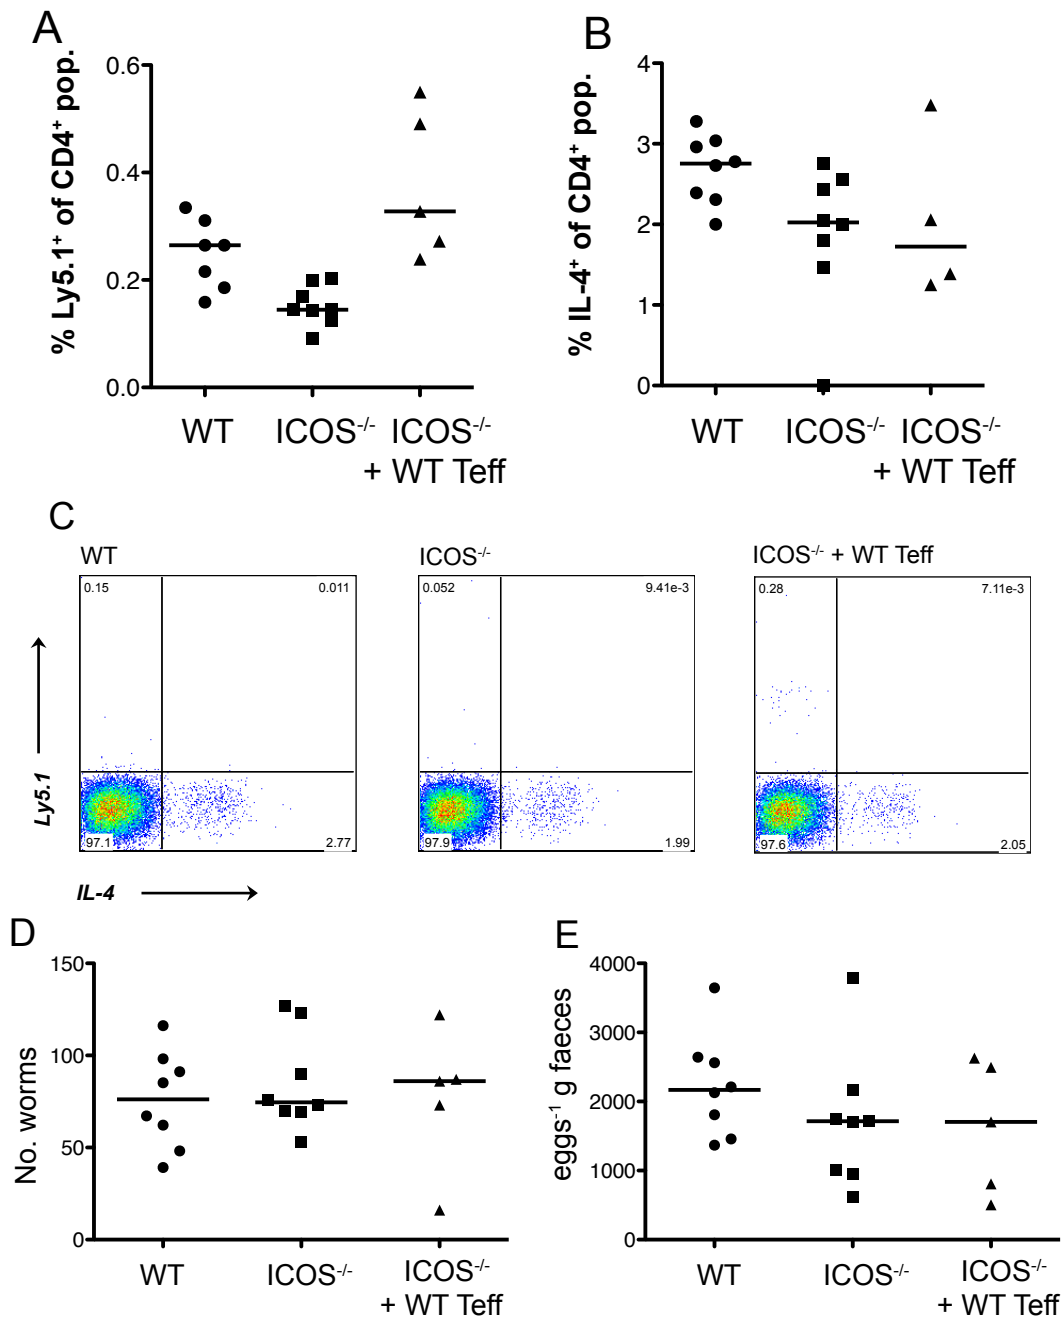 A
B
% Ly5.1⁺ of CD4⁺ pop.
0.6
0.4
0.2
0.0
WT
ICOS⁻/⁻
ICOS⁻/⁻
+ WT Teff
% IL-4⁺ of CD4⁺ pop.
4
3
2
1
0
WT
ICOS⁻/⁻
ICOS⁻/⁻
+ WT Teff
C
WT
ICOS⁻/⁻
ICOS⁻/⁻ + WT Teff
0.15
0.011
97.1
2.77
0.052
9.41e-3
97.9
1.99
0.28
7.11e-3
97.6
2.05
Ly5.1
IL-4
D
E
No. worms
150
100
50
0
WT
ICOS⁻/⁻
ICOS⁻/⁻
+ WT Teff
eggs⁻¹ g faeces
4000
3000
2000
1000
0
WT
ICOS⁻/⁻
ICOS⁻/⁻
+ WT Teff